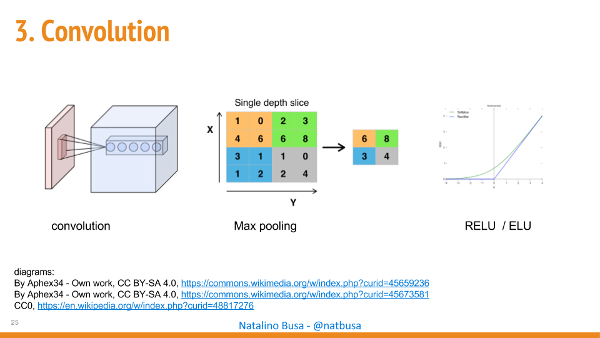 3. Convolution
Single depth slice
X
1 0 2 3
4 6 6 8
3 1 1 0
1 2 2 4
6 8
3 4
Y
convolution
Max pooling
RELU / ELU
diagrams:
By Aphex34 - Own work, CC BY-SA 4.0, https://commons.wikimedia.org/w/index.php?curid=45659236
By Aphex34 - Own work, CC BY-SA 4.0, https://commons.wikimedia.org/w/index.php?curid=45673581
CC0, https://en.wikipedia.org/w/index.php?curid=48817276
25
Natalino Busa - @natbusa